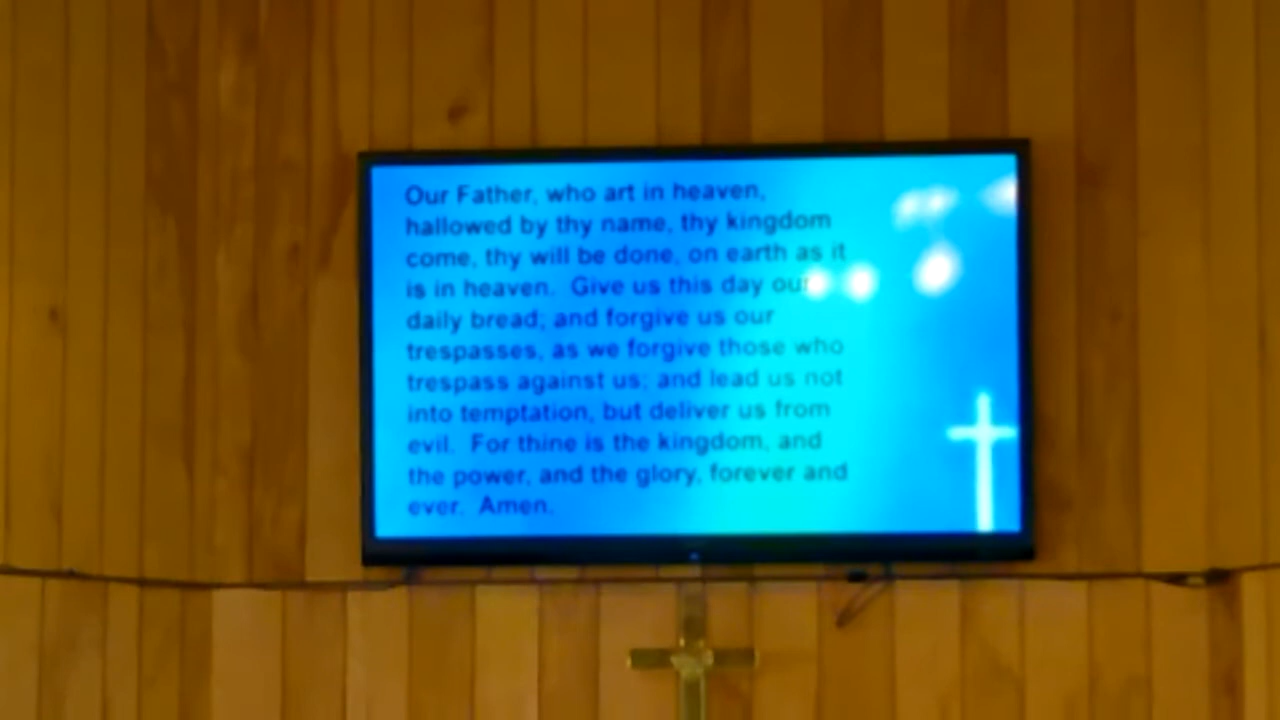 Our Father, who art in heaven,
hallowed by thy name, thy kingdom
come, thy will be done, on earth as it
is in heaven.  Give us this day our
daily bread; and forgive us our
trespasses, as we forgive those who
trespass against us; and lead us not
into temptation, but deliver us from
evil.  For thine is the kingdom, and
the power, and the glory, forever and
ever.  Amen.